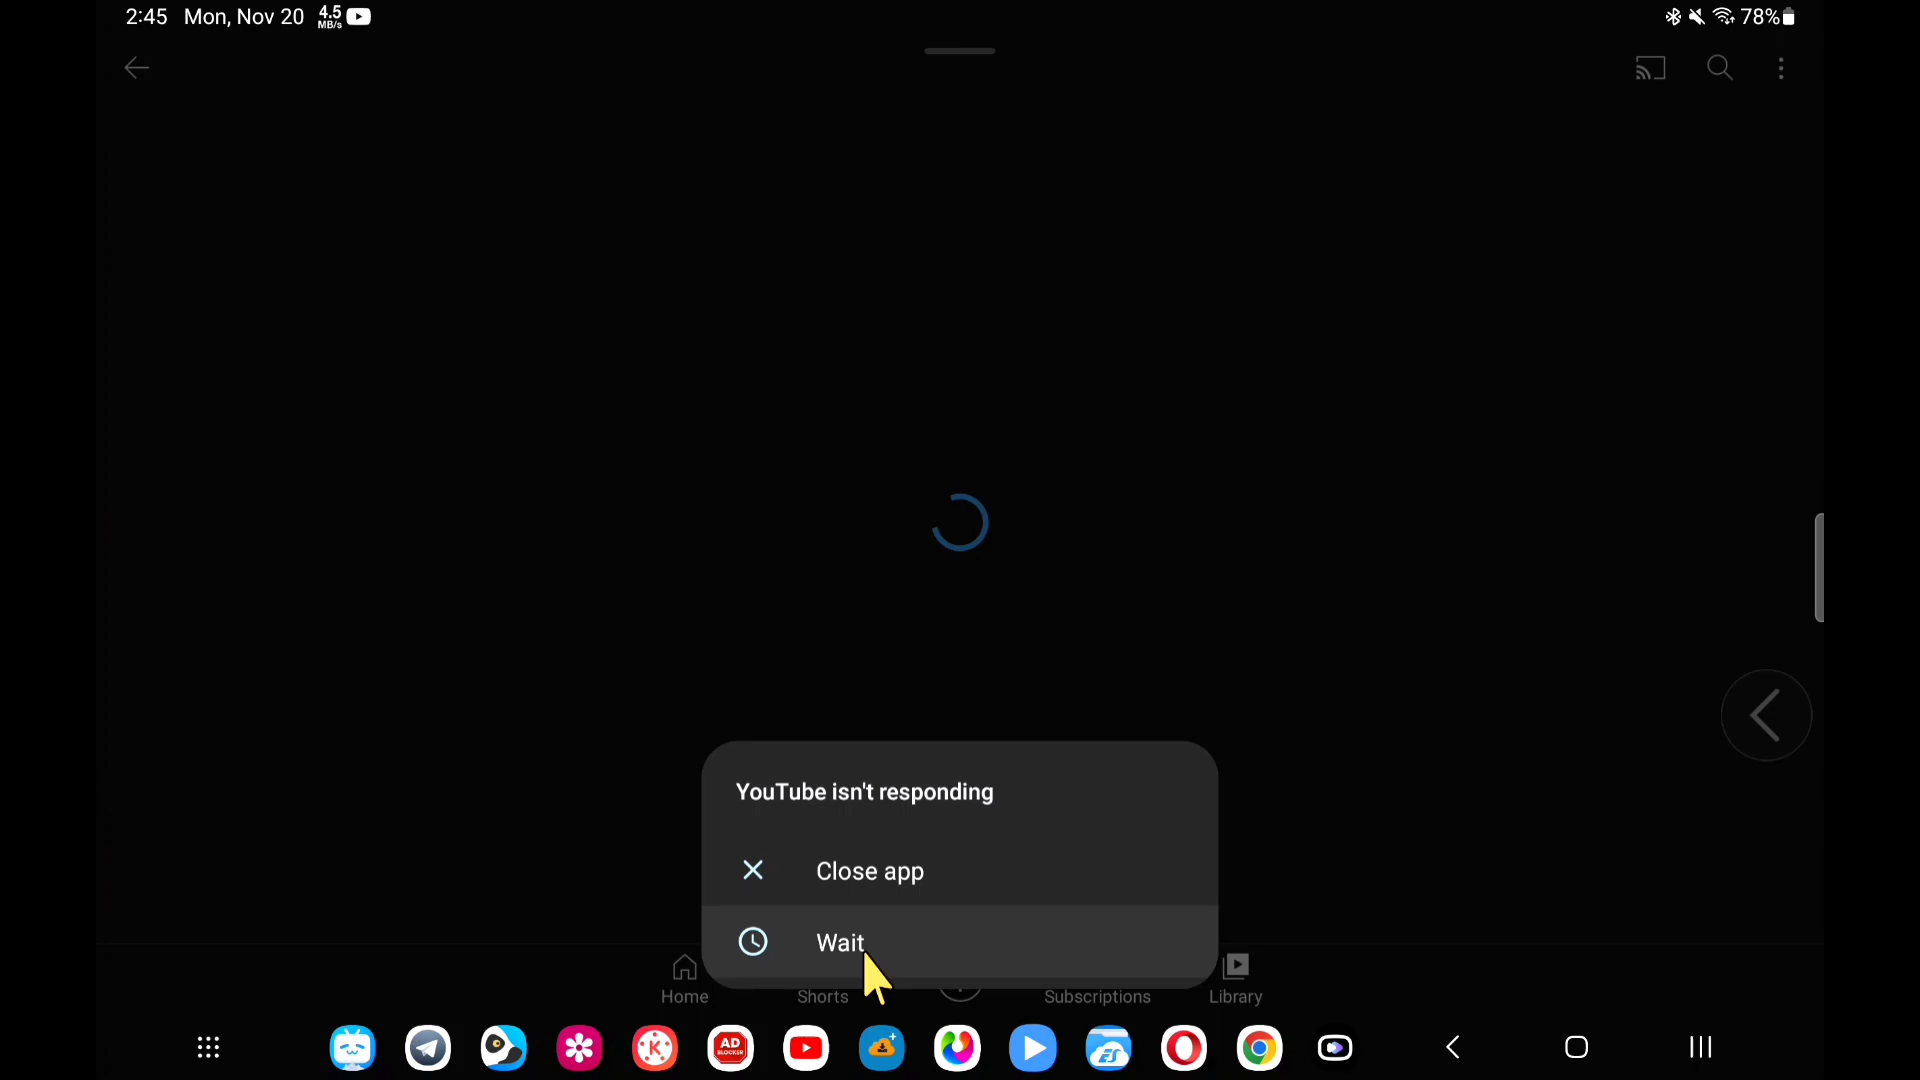 2:45 Mon, Nov 20 4.5 MB/s 78%
YouTube isn't responding
Close app
Wait
Home Shorts Subscriptions Library
K AD BLOCKER ES